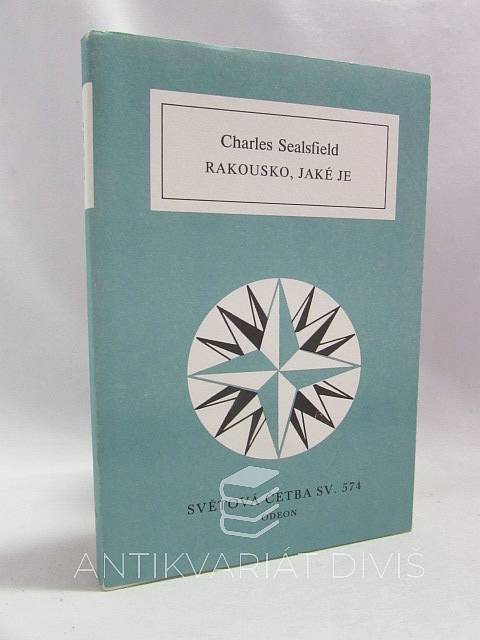 Charles Sealsfield
RAKOUSKO, JAKÉ JE
SVĚTOVÁ ČETBA SV. 574
ODEON
ANTIKVARIÁT DIVIŠ